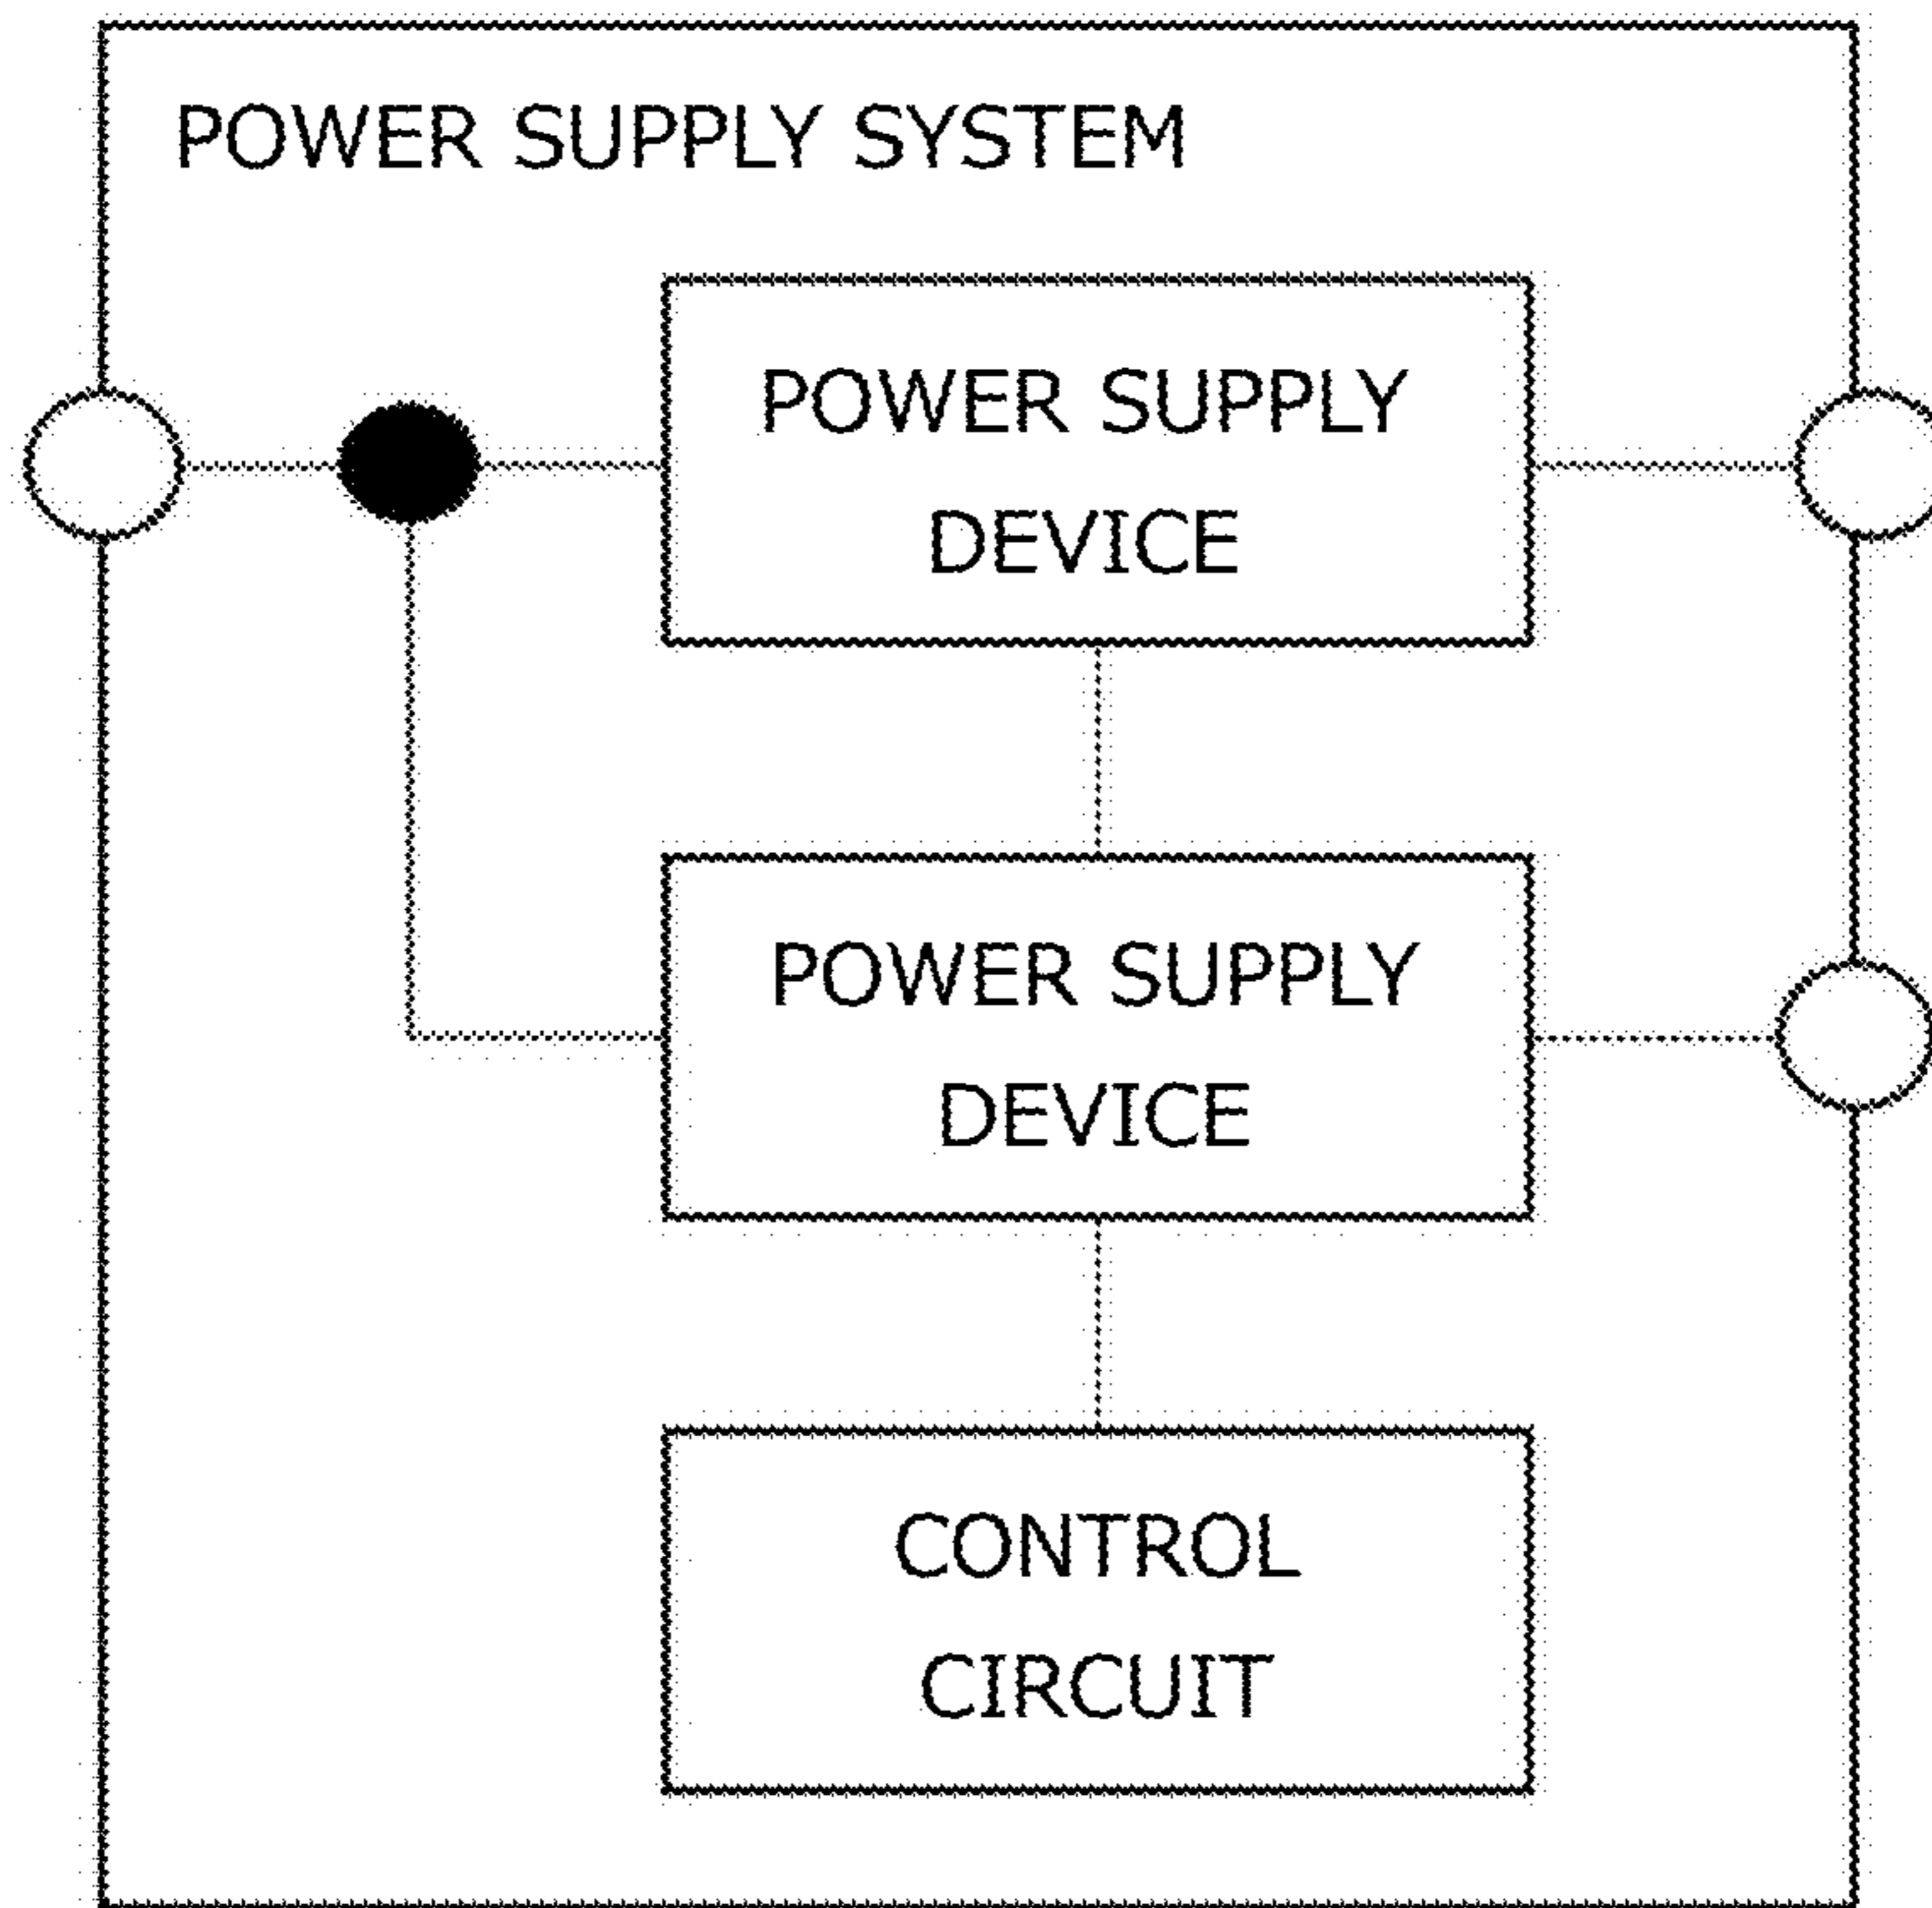 POWER SUPPLY SYSTEM
POWER SUPPLY
DEVICE
POWER SUPPLY
DEVICE
CONTROL
CIRCUIT